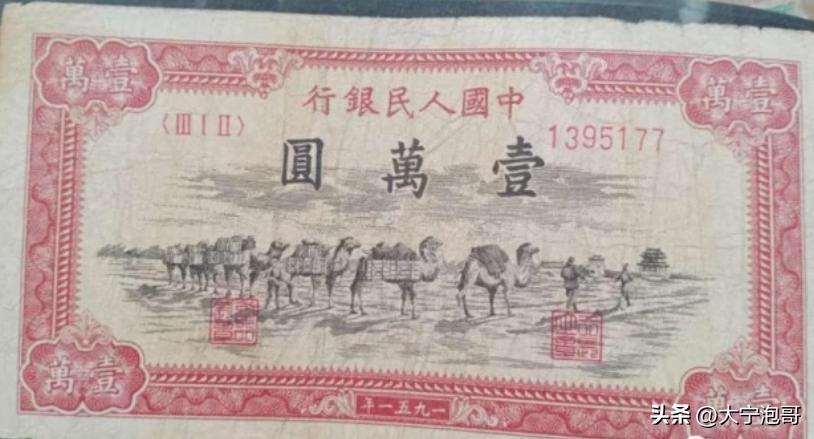 壹萬
壹萬
中國人民銀行
〈III I II〉
1395177
壹萬圓
壹萬
一九五一年
头条 @大宁泡哥